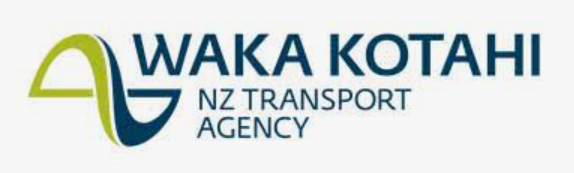 WAKA KOTAHI
NZ TRANSPORT
AGENCY